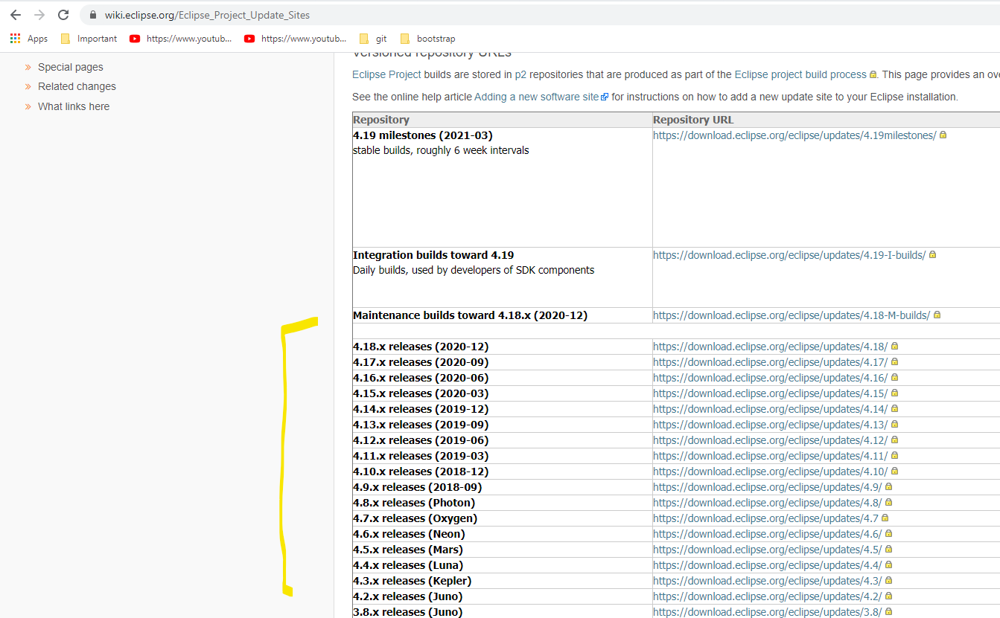 wiki.eclipse.org/Eclipse_Project_Update_Sites
Apps Important https://www.youtub... https://www.youtub... git bootstrap
Special pages
Related changes
What links here
Versioned repository URLs
Eclipse Project builds are stored in p2 repositories that are produced as part of the Eclipse project build process. This page provides an ov
See the online help article Adding a new software site for instructions on how to add a new update site to your Eclipse installation.
Repository Repository URL
4.19 milestones (2021-03) https://download.eclipse.org/eclipse/updates/4.19milestones/
stable builds, roughly 6 week intervals
Integration builds toward 4.19 https://download.eclipse.org/eclipse/updates/4.19-I-builds/
Daily builds, used by developers of SDK components
Maintenance builds toward 4.18.x (2020-12) https://download.eclipse.org/eclipse/updates/4.18-M-builds/
4.18.x releases (2020-12) https://download.eclipse.org/eclipse/updates/4.18/
4.17.x releases (2020-09) https://download.eclipse.org/eclipse/updates/4.17/
4.16.x releases (2020-06) https://download.eclipse.org/eclipse/updates/4.16/
4.15.x releases (2020-03) https://download.eclipse.org/eclipse/updates/4.15/
4.14.x releases (2019-12) https://download.eclipse.org/eclipse/updates/4.14/
4.13.x releases (2019-09) https://download.eclipse.org/eclipse/updates/4.13/
4.12.x releases (2019-06) https://download.eclipse.org/eclipse/updates/4.12/
4.11.x releases (2019-03) https://download.eclipse.org/eclipse/updates/4.11/
4.10.x releases (2018-12) https://download.eclipse.org/eclipse/updates/4.10/
4.9.x releases (2018-09) https://download.eclipse.org/eclipse/updates/4.9/
4.8.x releases (Photon) https://download.eclipse.org/eclipse/updates/4.8/
4.7.x releases (Oxygen) https://download.eclipse.org/eclipse/updates/4.7
4.6.x releases (Neon) https://download.eclipse.org/eclipse/updates/4.6/
4.5.x releases (Mars) https://download.eclipse.org/eclipse/updates/4.5/
4.4.x releases (Luna) https://download.eclipse.org/eclipse/updates/4.4/
4.3.x releases (Kepler) https://download.eclipse.org/eclipse/updates/4.3/
4.2.x releases (Juno) https://download.eclipse.org/eclipse/updates/4.2/
3.8.x releases (Juno) https://download.eclipse.org/eclipse/updates/3.8/